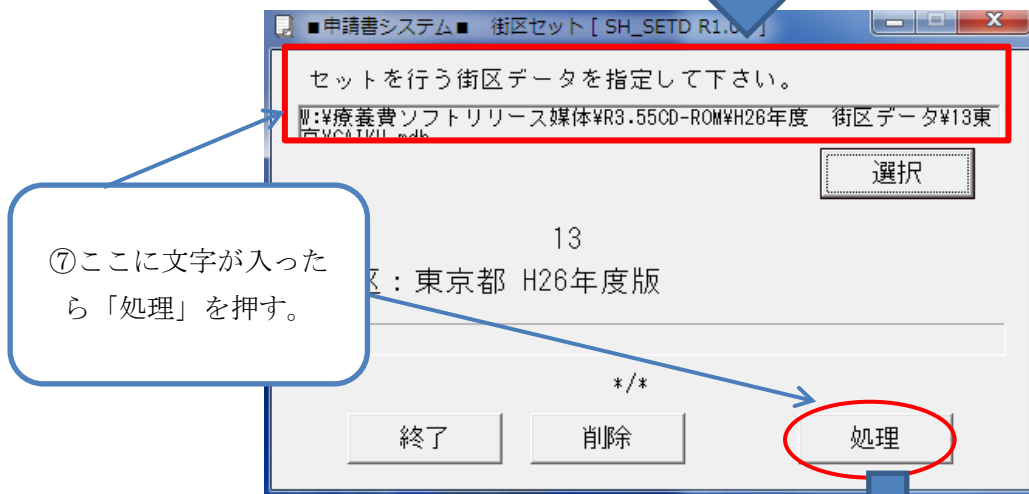 ■申請書システム■ 街区セット [ SH_SETD R1.0
セットを行う街区データを指定して下さい。
W:¥療養費ソフトリリース媒体¥R3.55CD-ROM¥H26年度 街区データ¥13東
京¥GAIKU.mdb
選択
13
区：東京都 H26年度版
⑦ここに文字が入った
ら「処理」を押す。
*/*
終了
削除
処理